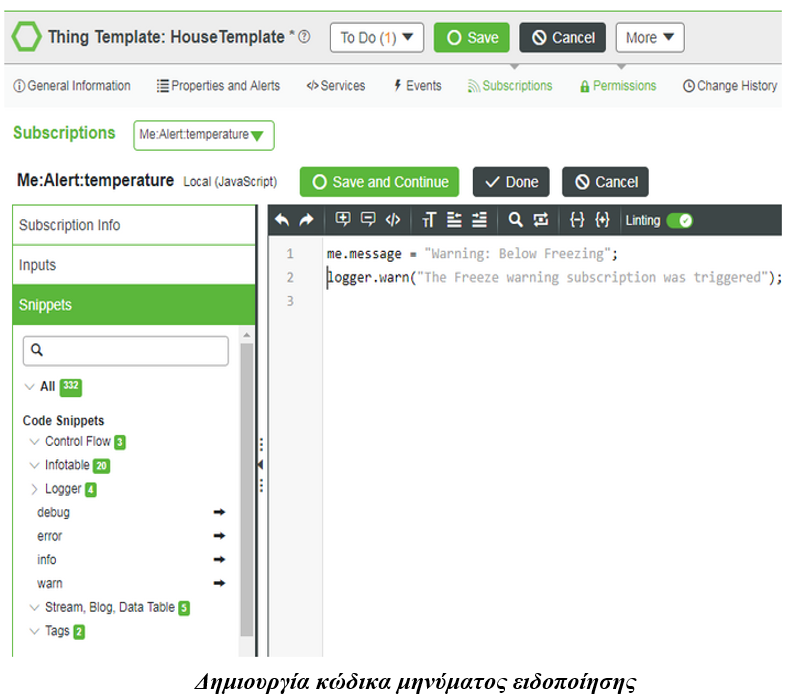 Thing Template: HouseTemplate * To Do (1) Save Cancel More
General Information Properties and Alerts </> Services Events Subscriptions Permissions Change History
Subscriptions Me:Alert:temperature
Me:Alert:temperature Local (JavaScript) Save and Continue Done Cancel
Subscription Info
Inputs
Snippets
All 332
Code Snippets
Control Flow 3
Infotable 20
Logger 4
debug
error
info
warn
Stream, Blog, Data Table 5
Tags 2
Linting
1 me.message = "Warning: Below Freezing";
2 logger.warn("The Freeze warning subscription was triggered");
3
Δημιουργία κώδικα μηνύματος ειδοποίησης